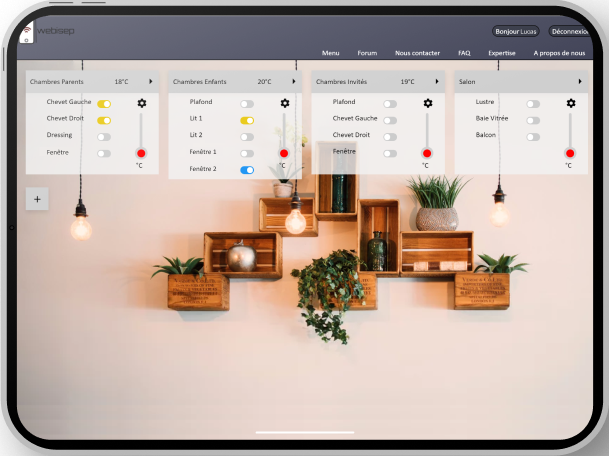 webisep
Bonjour Lucas
Déconnexion
Menu Forum Nous contacter FAQ Expertise A propos de nous
Chambres Parents 18°C
Chevet Gauche
Chevet Droit
Dressing
Fenêtre
°C
Chambres Enfants 20°C
Plafond
Lit 1
Lit 2
Fenêtre 1
Fenêtre 2
°C
Chambres Invités 19°C
Plafond
Chevet Gauche
Chevet Droit
Fenêtre
°C
Salon
Lustre
Baie Vitrée
Balcon
°C
+